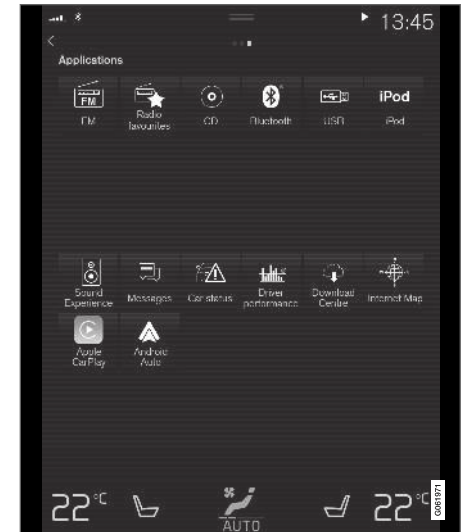 13:45
Applications
FM
iPod
FM
Radio
favourites
CD
Bluetooth
USB
iPod
Sound
Experience
Messages
Car status
Driver
performance
Download
Centre
Internet Map
Apple
CarPlay
Android
Auto
22°C
22°C
AUTO
G061971